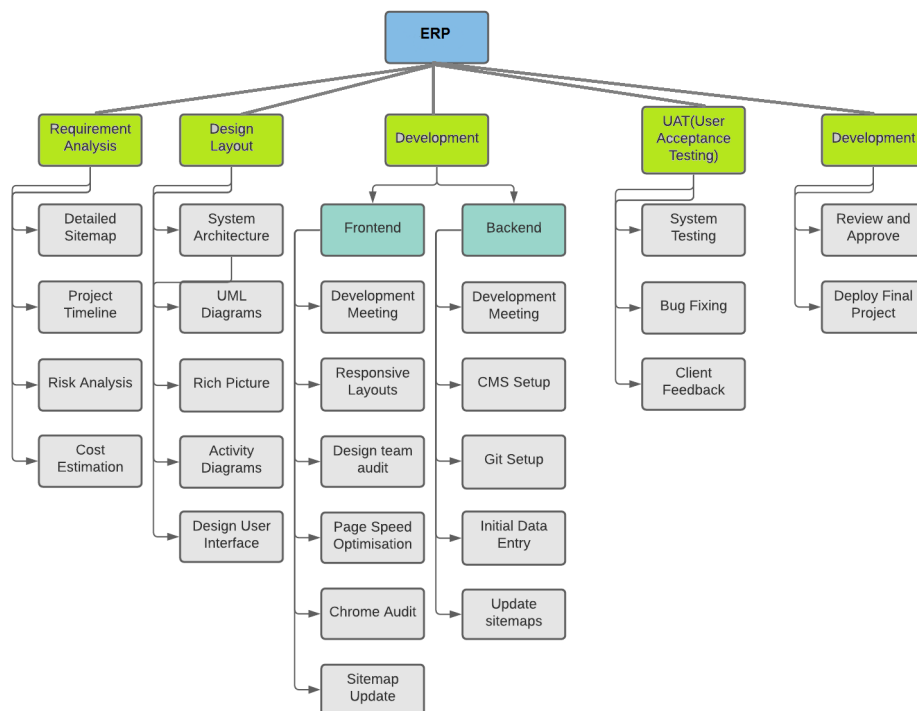 ERP
Requirement
Analysis
Design
Layout
Development
UAT(User
Acceptance
Testing)
Development
Detailed
Sitemap
Project
Timeline
Risk Analysis
Cost
Estimation
System
Architecture
UML
Diagrams
Rich Picture
Activity
Diagrams
Design User
Interface
Frontend
Development
Meeting
Responsive
Layouts
Design team
audit
Page Speed
Optimisation
Chrome Audit
Sitemap
Update
Backend
Development
Meeting
CMS Setup
Git Setup
Initial Data
Entry
Update
sitemaps
System
Testing
Bug Fixing
Client
Feedback
Review and
Approve
Deploy Final
Project